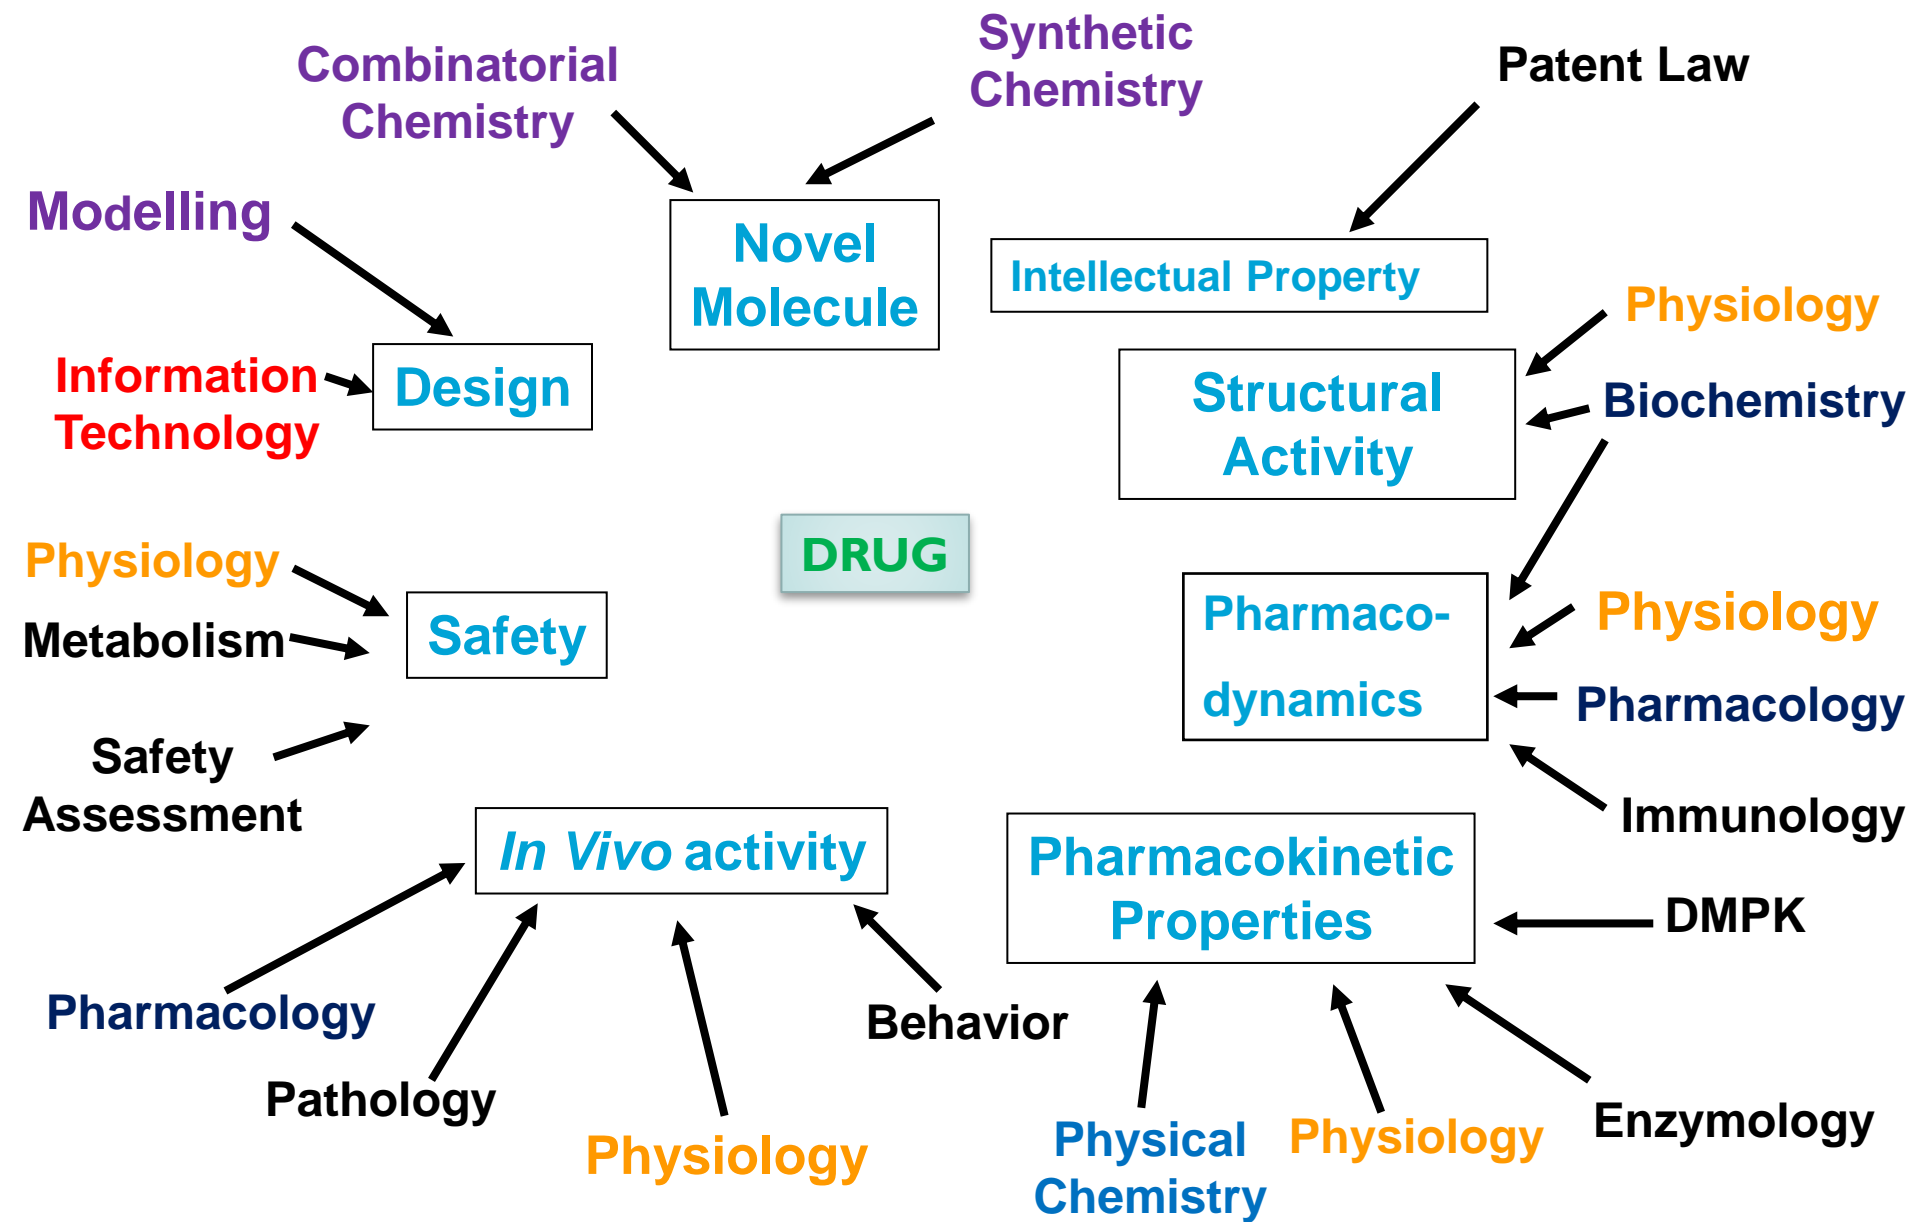 Combinatorial
Chemistry
Synthetic
Chemistry
Patent Law
Modelling
Novel
Molecule
Intellectual Property
Physiology
Information
Technology
Design
Structural
Activity
Biochemistry
DRUG
Physiology
Metabolism
Safety
Assessment
Safety
Pharmaco-
dynamics
Physiology
Pharmacology
Immunology
In Vivo activity
Pharmacokinetic
Properties
DMPK
Pharmacology
Pathology
Physiology
Behavior
Physical
Chemistry
Physiology
Enzymology